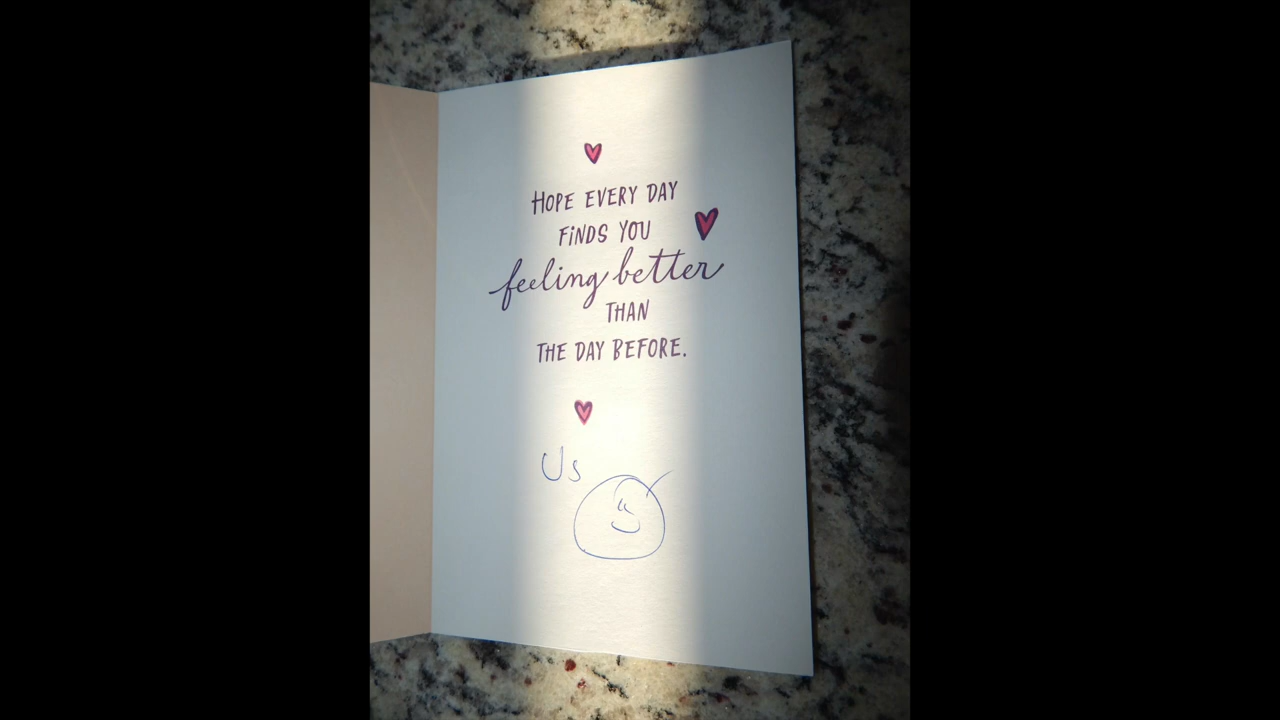 HOPE EVERY DAY
FiNDS YOU
feeling better
THAN
THE DAY BEFORE.
Us